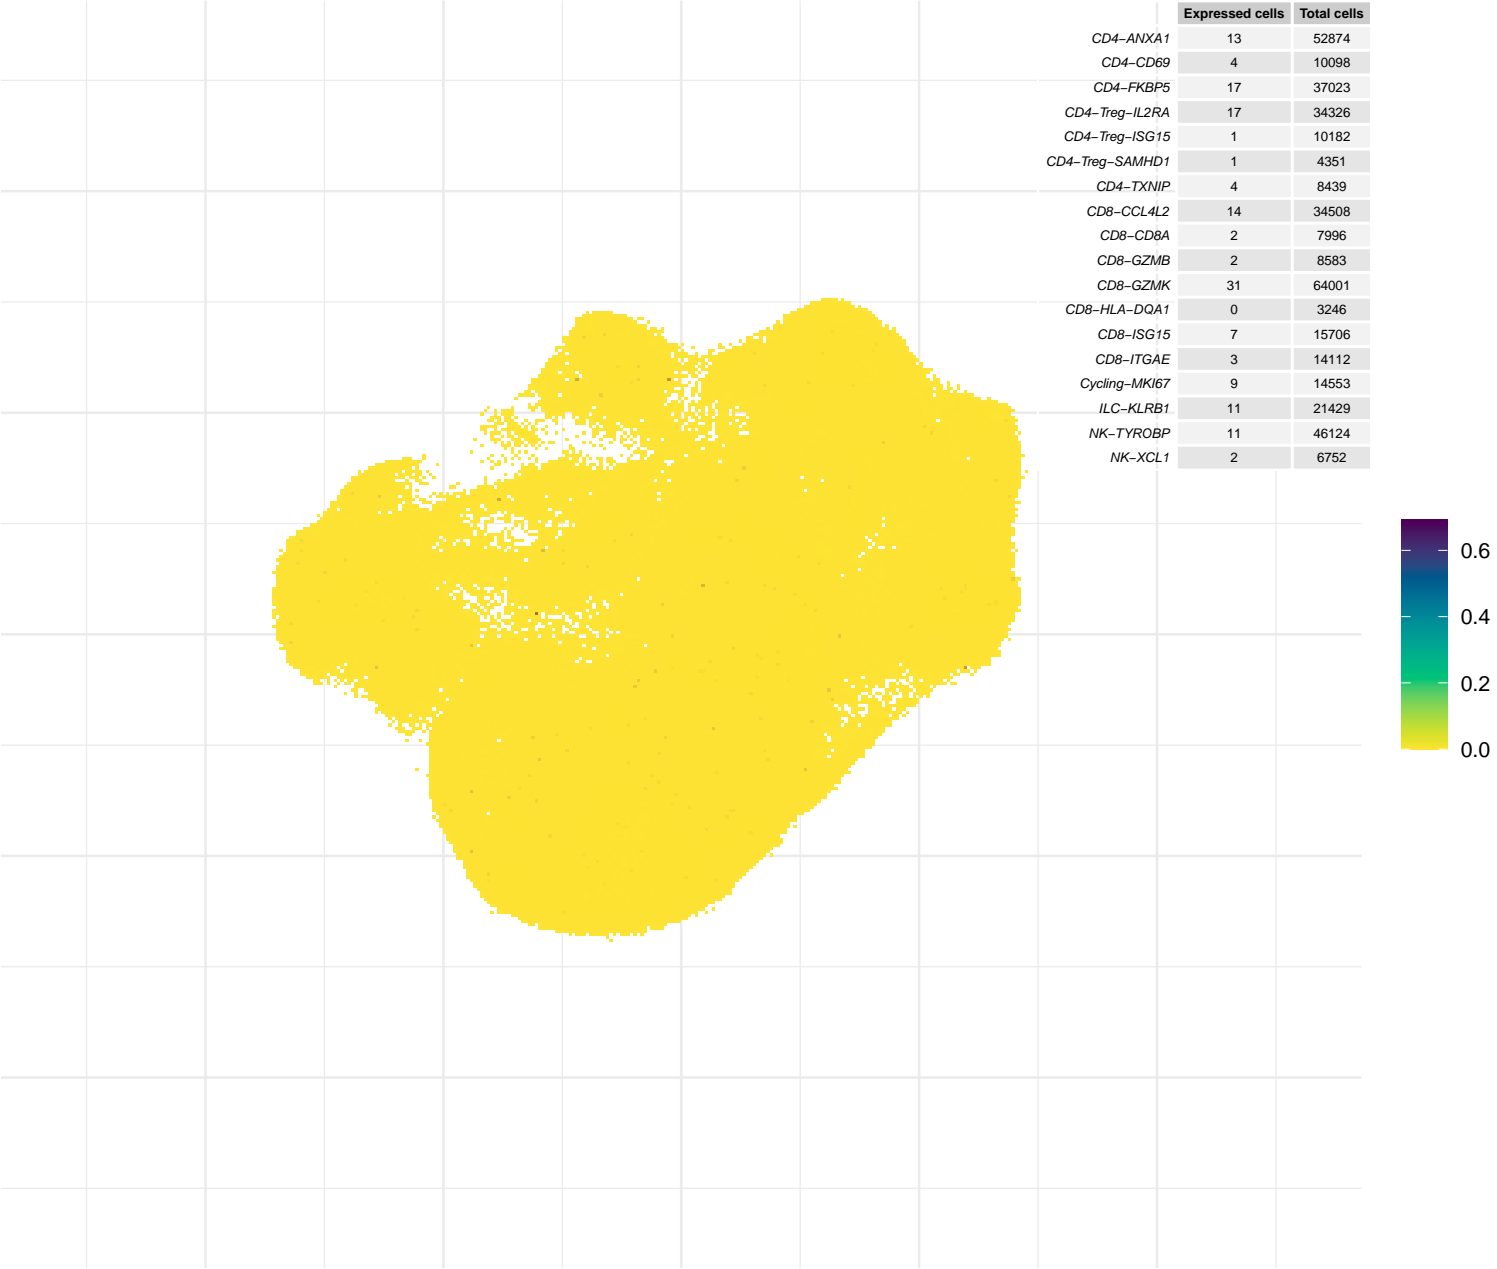 Expressed cells Total cells
CD4−ANXA1 13 52874
CD4−CD69 4 10098
CD4−FKBP5 17 37023
CD4−Treg−IL2RA 17 34326
CD4−Treg−ISG15 1 10182
CD4−Treg−SAMHD1 1 4351
CD4−TXNIP 4 8439
CD8−CCL4L2 14 34508
CD8−CD8A 2 7996
CD8−GZMB 2 8583
CD8−GZMK 31 64001
CD8−HLA−DQA1 0 3246
CD8−ISG15 7 15706
CD8−ITGAE 3 14112
Cycling−MKI67 9 14553
ILC−KLRB1 11 21429
NK−TYROBP 11 46124
NK−XCL1 2 6752
0.6
0.4
0.2
0.0